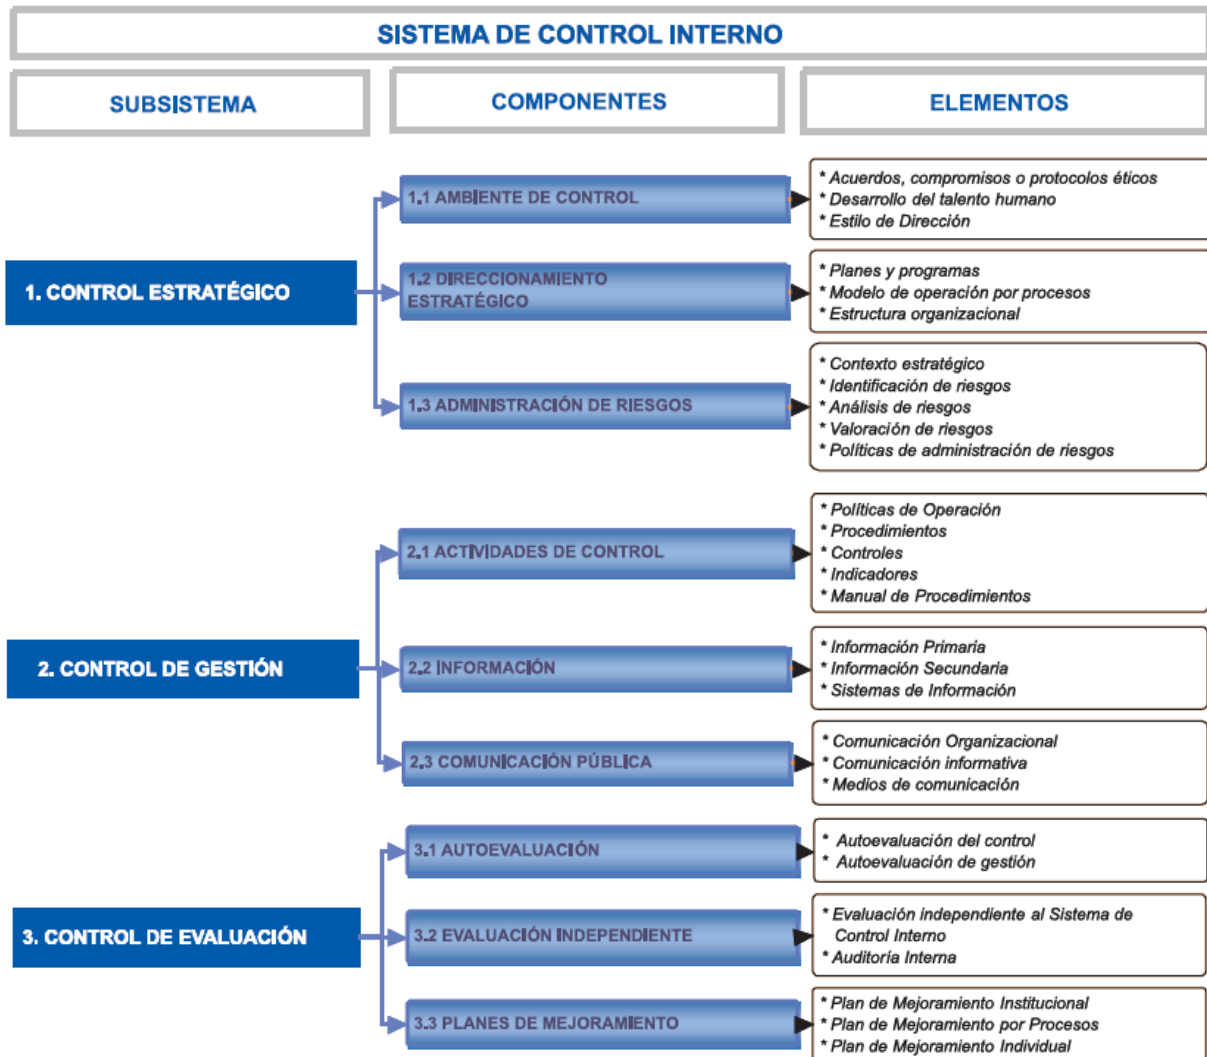 SISTEMA DE CONTROL INTERNO
SUBSISTEMA
COMPONENTES
ELEMENTOS
1. CONTROL ESTRATÉGICO
1.1 AMBIENTE DE CONTROL
* Acuerdos, compromisos o protocolos éticos
* Desarrollo del talento humano
* Estilo de Dirección
1.2 DIRECCIONAMIENTO
ESTRATÉGICO
* Planes y programas
* Modelo de operación por procesos
* Estructura organizacional
1.3 ADMINISTRACIÓN DE RIESGOS
* Contexto estratégico
* Identificación de riesgos
* Análisis de riesgos
* Valoración de riesgos
* Políticas de administración de riesgos
2. CONTROL DE GESTIÓN
2.1 ACTIVIDADES DE CONTROL
* Políticas de Operación
* Procedimientos
* Controles
* Indicadores
* Manual de Procedimientos
2.2 INFORMACIÓN
* Información Primaria
* Información Secundaria
* Sistemas de Información
2.3 COMUNICACIÓN PÚBLICA
* Comunicación Organizacional
* Comunicación informativa
* Medios de comunicación
3. CONTROL DE EVALUACIÓN
3.1 AUTOEVALUACIÓN
* Autoevaluación del control
* Autoevaluación de gestión
3.2 EVALUACIÓN INDEPENDIENTE
* Evaluación independiente al Sistema de
Control Interno
* Auditoría Interna
3.3 PLANES DE MEJORAMIENTO
* Plan de Mejoramiento Institucional
* Plan de Mejoramiento por Procesos
* Plan de Mejoramiento Individual